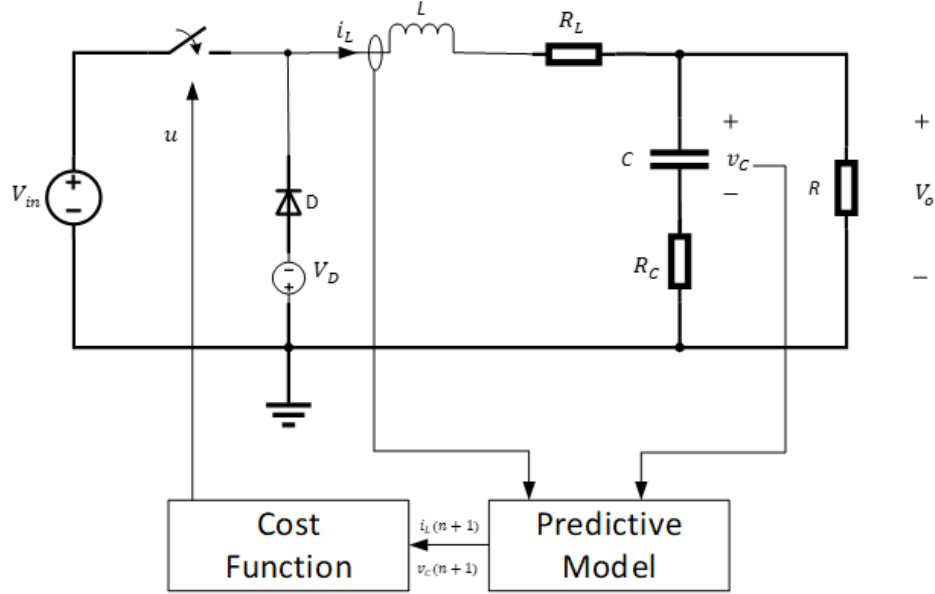 L
i_L
R_L
u
+
C
v_C
−
+
V_in
+
−
D
R
V_o
−
V_D
−
+
R_C
Cost
Function
i_L(n+1)
v_C(n+1)
Predictive
Model